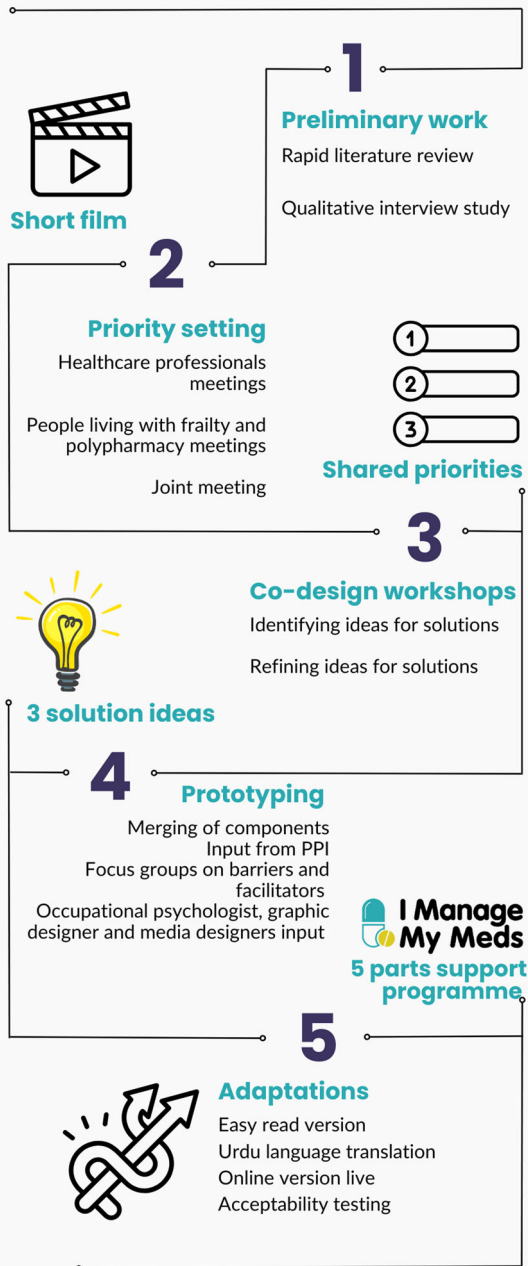 1
Preliminary work
Rapid literature review
Qualitative interview study
Short film
2
Priority setting
Healthcare professionals
meetings
People living with frailty and
polypharmacy meetings
Joint meeting
1
2
3
Shared priorities
3
Co-design workshops
Identifying ideas for solutions
Refining ideas for solutions
3 solution ideas
4
Prototyping
Merging of components
Input from PPI
Focus groups on barriers and
facilitators
Occupational psychologist, graphic
designer and media designers input
I Manage
My Meds
5 parts support
programme
5
Adaptations
Easy read version
Urdu language translation
Online version live
Acceptability testing